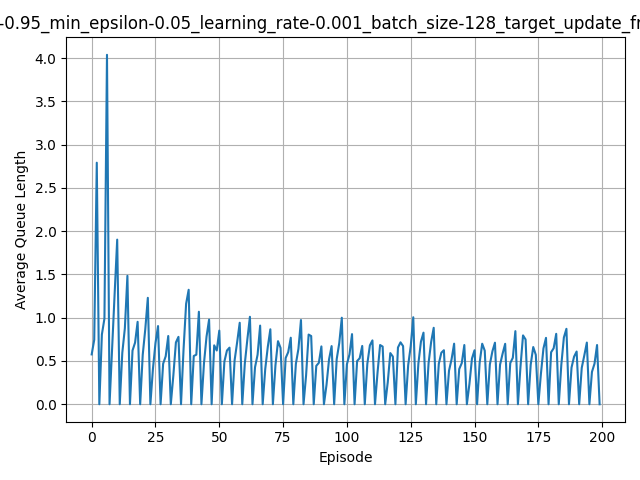 -0.95_min_epsilon-0.05_learning_rate-0.001_batch_size-128_target_update_fr
4.0
3.5
3.0
2.5
2.0
1.5
1.0
0.5
0.0
Average Queue Length
0 25 50 75 100 125 150 175 200
Episode